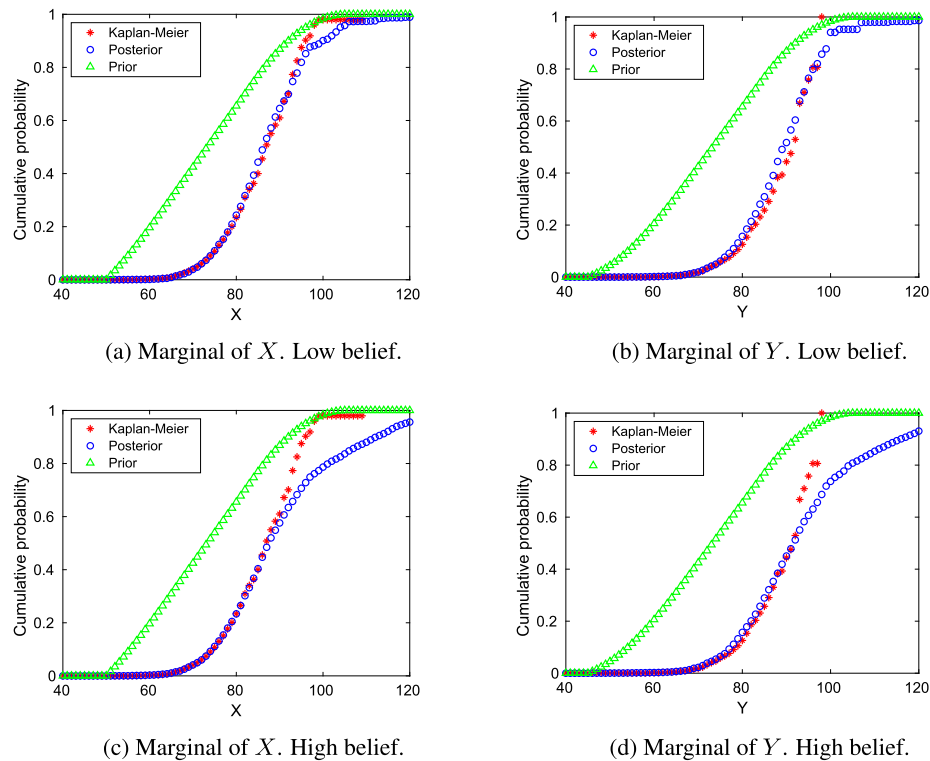 Kaplan-Meier
Posterior
Prior
Cumulative probability
1
0.8
0.6
0.4
0.2
0
40 60 80 100 120
X
(a) Marginal of X. Low belief.
Kaplan-Meier
Posterior
Prior
Cumulative probability
1
0.8
0.6
0.4
0.2
0
40 60 80 100 120
Y
(b) Marginal of Y. Low belief.
Kaplan-Meier
Posterior
Prior
Cumulative probability
1
0.8
0.6
0.4
0.2
0
40 60 80 100 120
X
(c) Marginal of X. High belief.
Kaplan-Meier
Posterior
Prior
Cumulative probability
1
0.8
0.6
0.4
0.2
0
40 60 80 100 120
Y
(d) Marginal of Y. High belief.